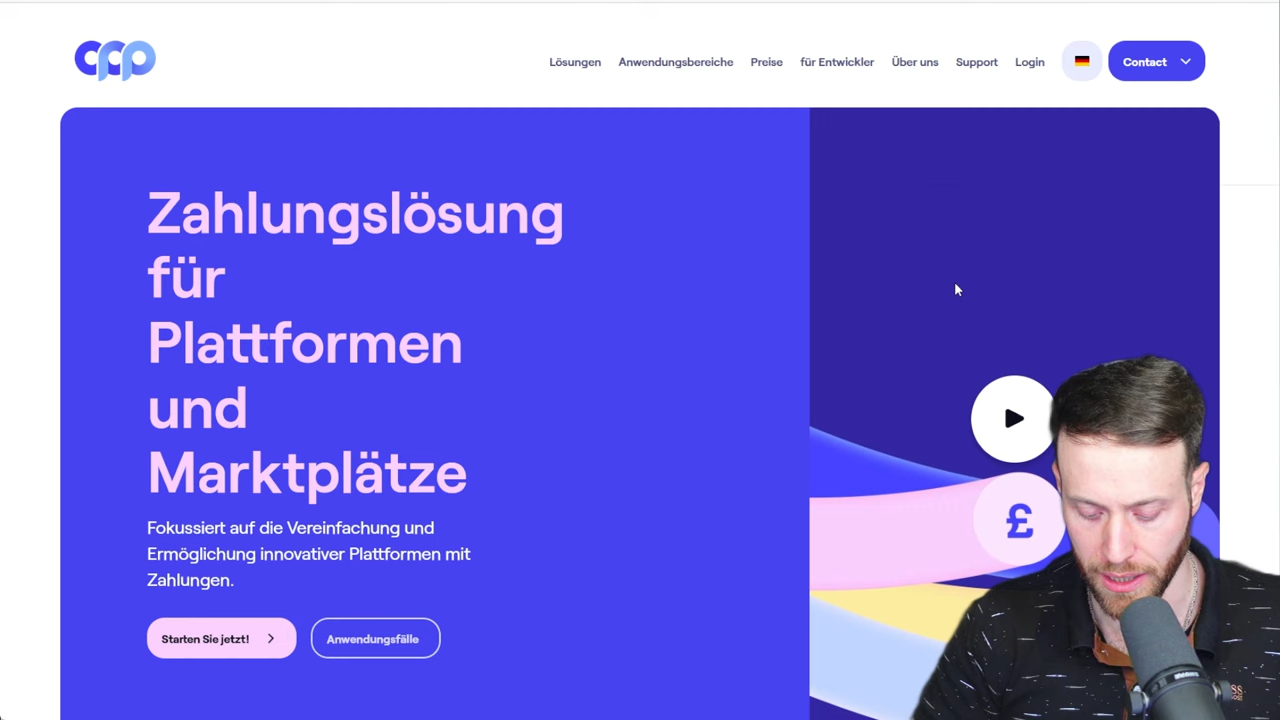 cpp
Lösungen Anwendungsbereiche Preise für Entwickler Über uns Support Login Contact
Zahlungslösung
für
Plattformen
und
Marktplätze
Fokussiert auf die Vereinfachung und
Ermöglichung innovativer Plattformen mit
Zahlungen.
Starten Sie jetzt! Anwendungsfälle
£